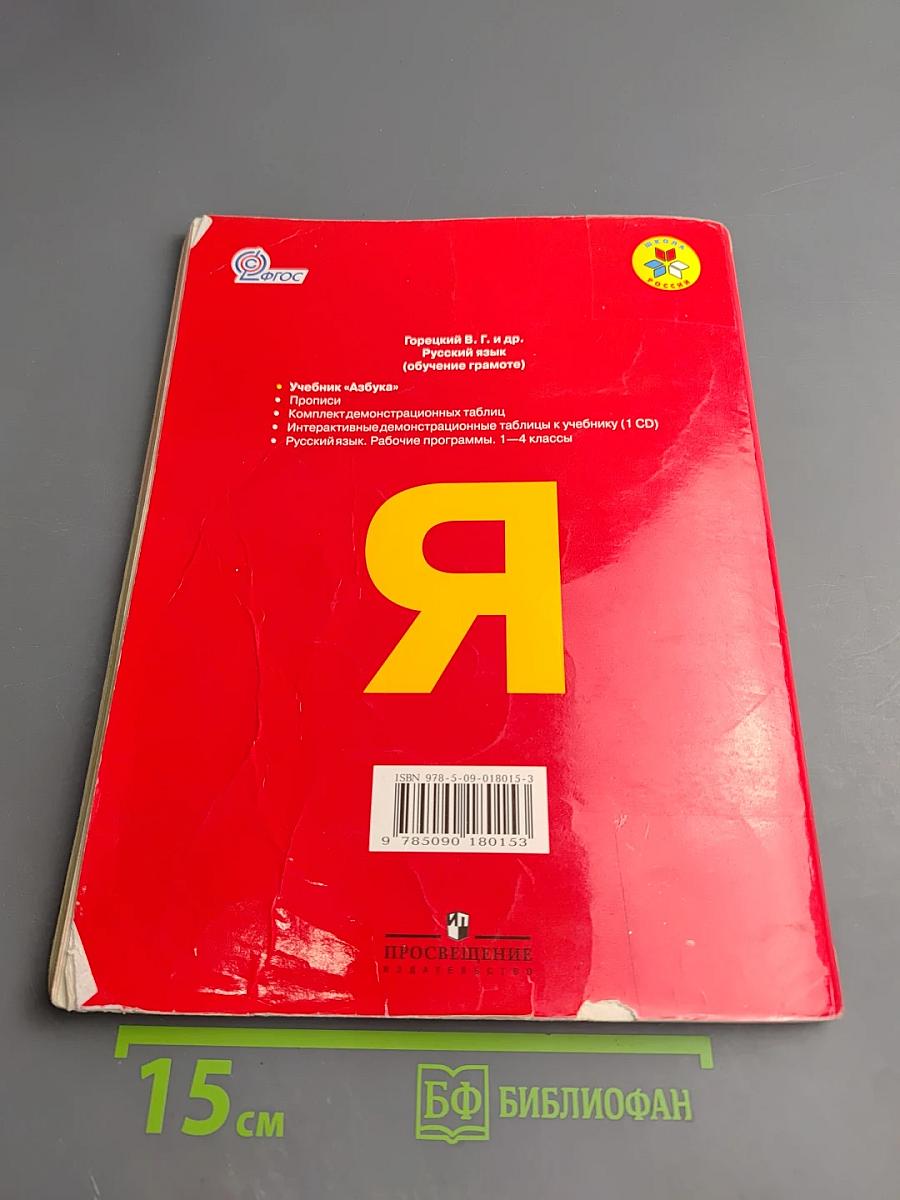 ФГОС
ШКОЛА
РОССИИ
Горецкий В. Г. и др.
Русский язык
(обучение грамоте)
• Учебник «Азбука»
• Прописи
• Комплект демонстрационных таблиц
• Интерактивные демонстрационные таблицы к учебнику (1 CD)
• Русский язык. Рабочие программы. 1—4 классы
Я
ISBN 978-5-09-018015-3
9 785090 180153
ИП
ПРОСВЕЩЕНИЕ
ИЗДАТЕЛЬСТВО
15 см
БФ БИБЛИОФАН